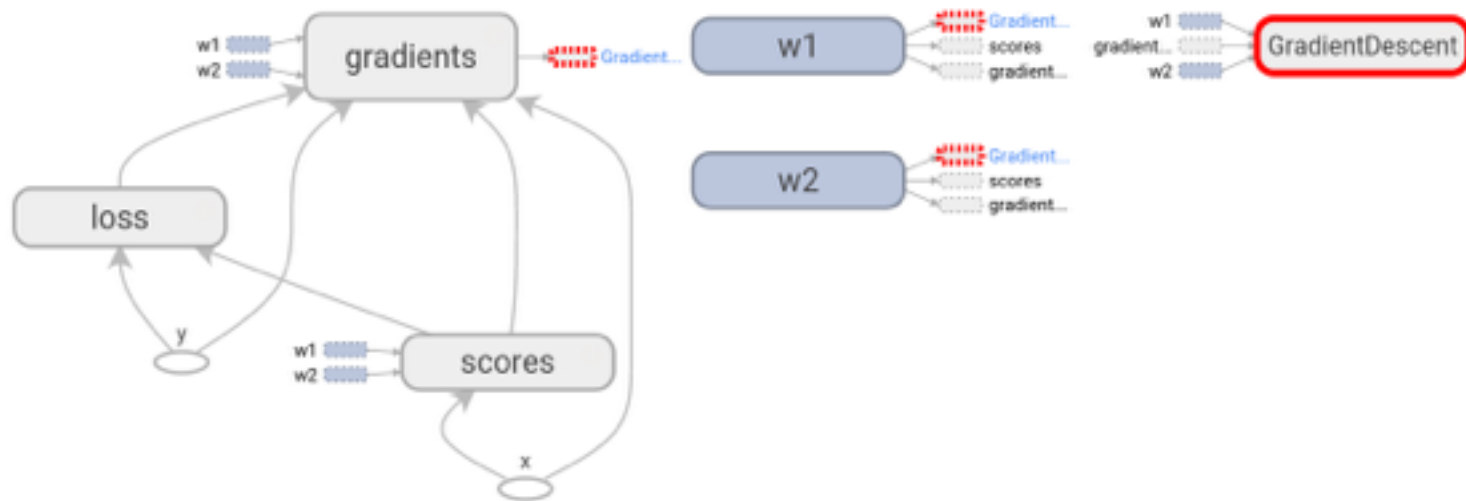 w1
w2
gradients
Gradient...
loss
y
w1
w2
scores
x
w1
Gradient...
scores
gradient...
w2
Gradient...
scores
gradient...
w1
gradient...
w2
GradientDescent